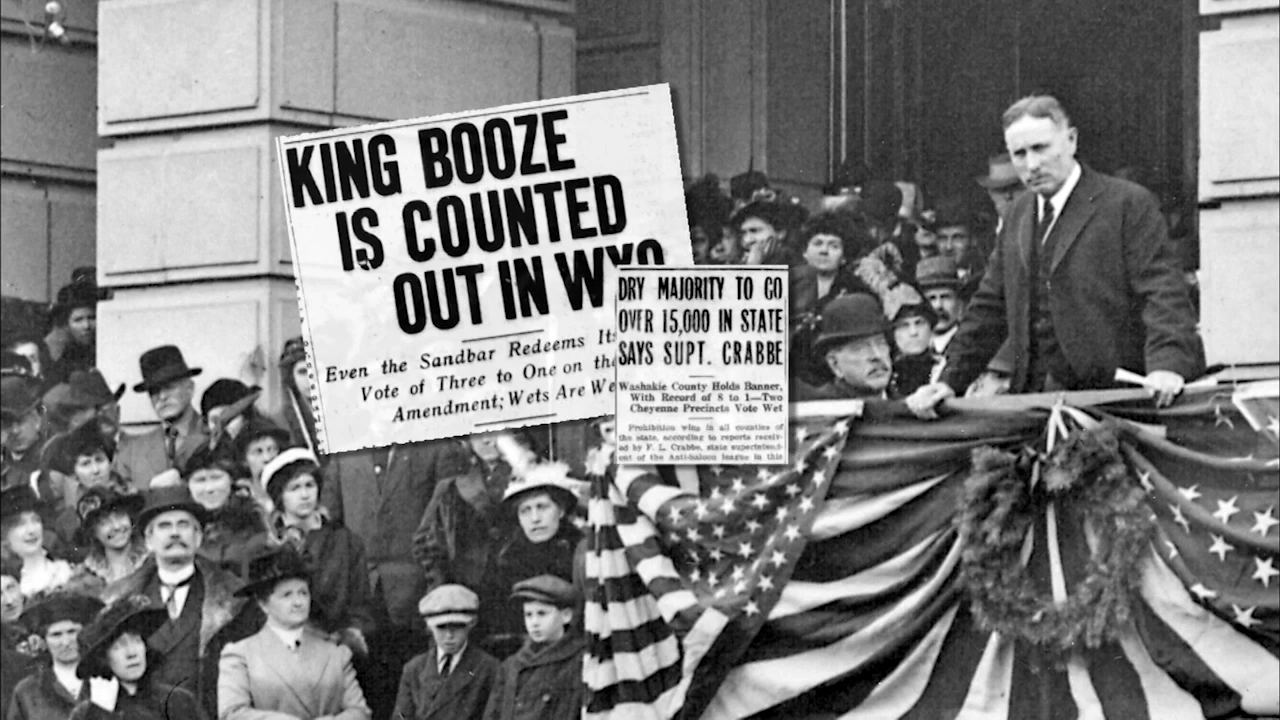 KING BOOZE
IS COUNTED
OUT IN WYO
Even the Sandbar Redeems Its
Vote of Three to One on the
Amendment; Wets Are We
DRY MAJORITY TO GO
OVER 15,000 IN STATE
SAYS SUPT. CRABBE
Washakie County Holds Banner,
With Record of 8 to 1—Two
Cheyenne Precincts Vote Wet
Prohibition wins in all counties of
the state, according to reports receiv-
ed by F. L. Crabbe, state superintend-
ent of the Anti-Saloon league in this